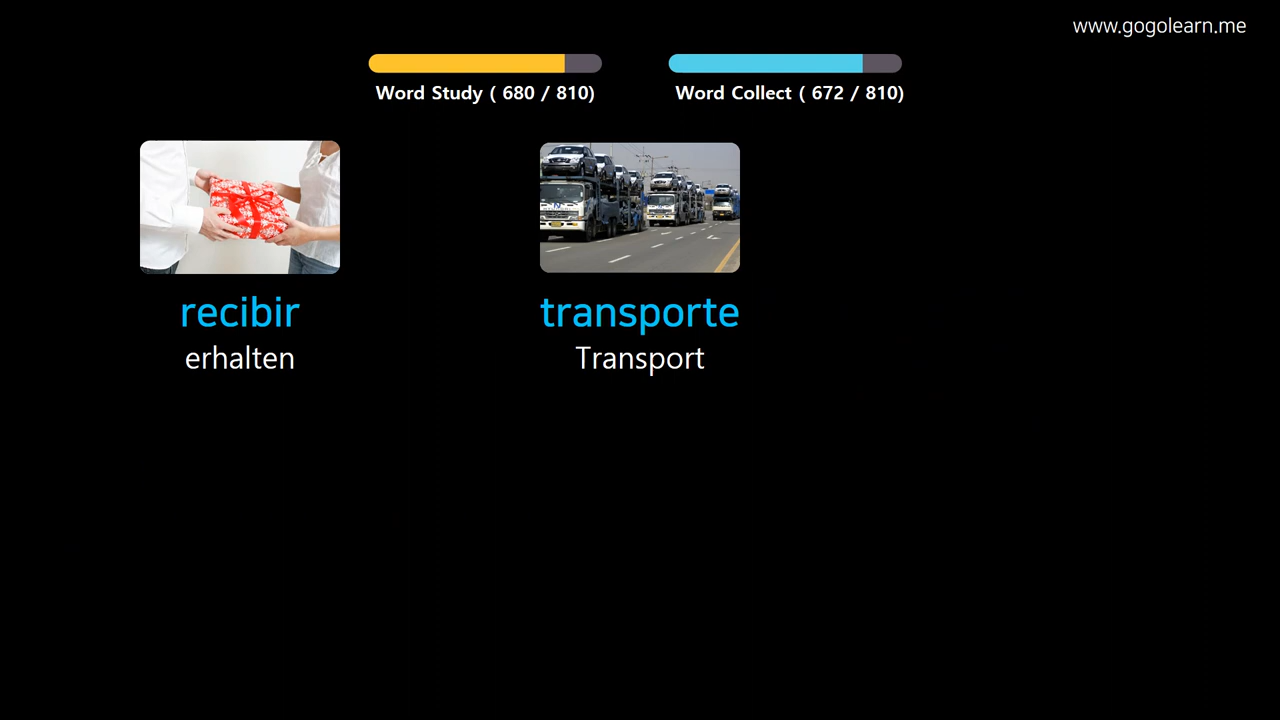 www.gogolearn.me
Word Study ( 680 / 810)
Word Collect ( 672 / 810)
recibir
erhalten
transporte
Transport